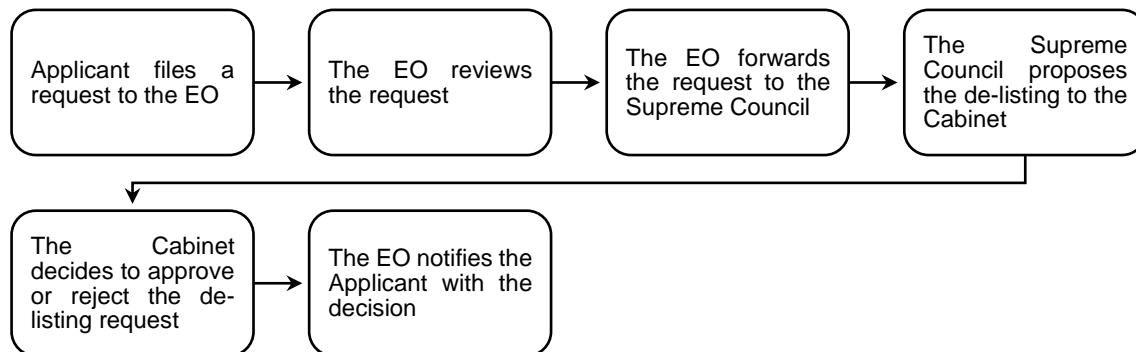 Applicant files a
request to the EO
The EO reviews
the request
The EO forwards
the request to the
Supreme Council
The Supreme
Council proposes
the de-listing to the
Cabinet
The Cabinet
decides to approve
or reject the de-
listing request
The EO notifies the
Applicant with the
decision